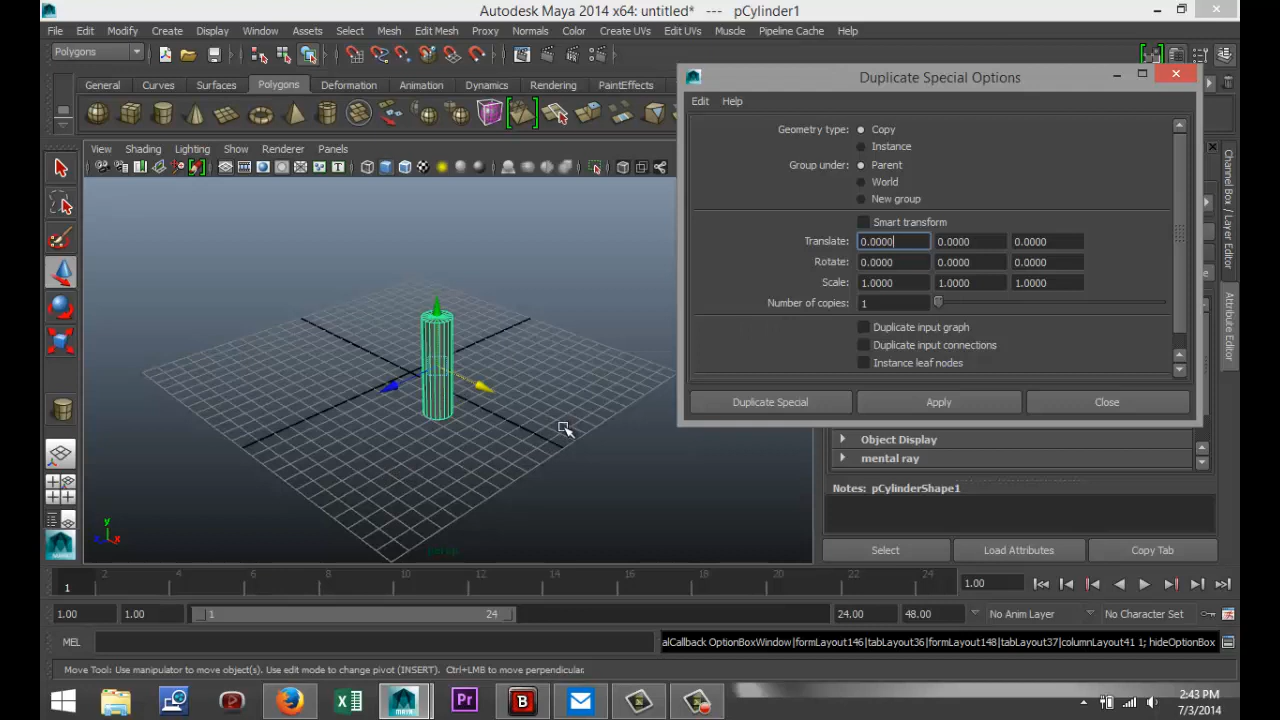 Autodesk Maya 2014 x64: untitled* --- pCylinder1
File Edit Modify Create Display Window Assets Select Mesh Edit Mesh Proxy Normals Color Create UVs Edit UVs Muscle Pipeline Cache Help
Polygons
Duplicate Special Options
General Curves Surfaces Polygons Deformation Animation Dynamics Rendering PaintEffects
Edit Help
Geometry type: Copy
Instance
Group under: Parent
World
New group
Smart transform
Translate: 0.0000 0.0000 0.0000
Rotate: 0.0000 0.0000 0.0000
Scale: 1.0000 1.0000 1.0000
Number of copies: 1
Duplicate input graph
Duplicate input connections
Instance leaf nodes
Duplicate Special Apply Close
View Shading Lighting Show Renderer Panels
Channel Box / Layer Editor
Attribute Editor
Object Display
mental ray
Notes: pCylinderShape1
Select Load Attributes Copy Tab
y
x
persp
1 2 4 6 8 10 12 14 16 18 20 22 24 1.00
1.00 1.00 1 24 24.00 48.00 No Anim Layer No Character Set
MEL alCallback OptionBoxWindow|formLayout146|tabLayout36|formLayout148|tabLayout37|columnLayout41 1; hideOptionBox
Move Tool: Use manipulator to move object(s). Use edit mode to change pivot (INSERT). Ctrl+LMB to move perpendicular.
2:43 PM
7/3/2014